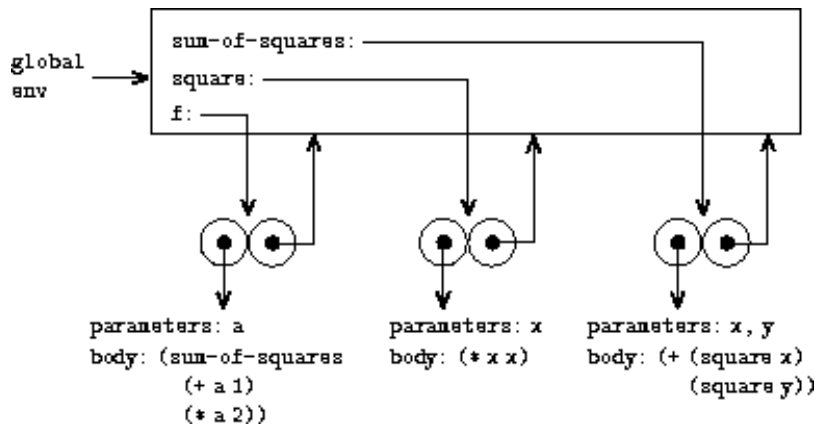 sum-of-squares:
global
env
square:
f:
parameters: a
body: (sum-of-squares
(+ a 1)
(* a 2))
parameters: x
body: (* x x)
parameters: x, y
body: (+ (square x)
(square y))